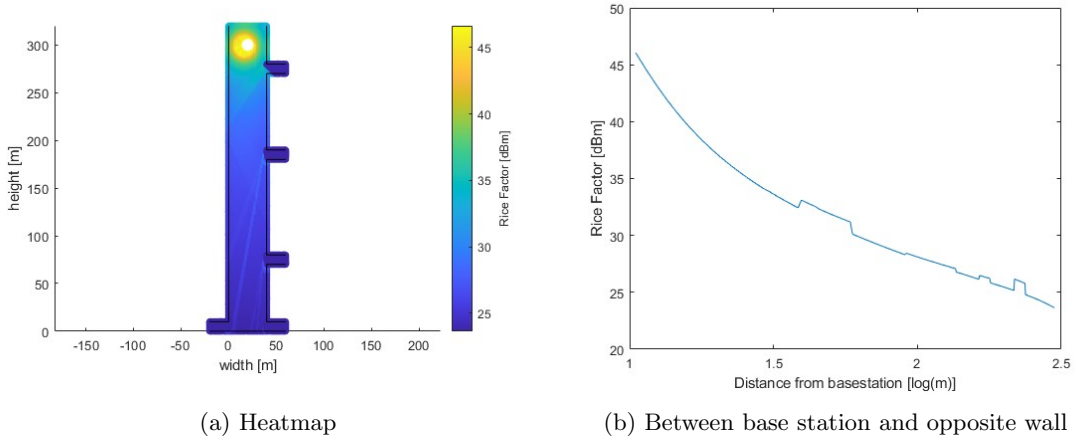 300
250
200
150
100
50
0
height [m]
-150 -100 -50 0 50 100 150 200
width [m]
45
40
35
30
25
Rice Factor [dBm]
(a) Heatmap
50
45
40
35
30
25
20
Rice Factor [dBm]
1 1.5 2 2.5
Distance from basestation [log(m)]
(b) Between base station and opposite wall